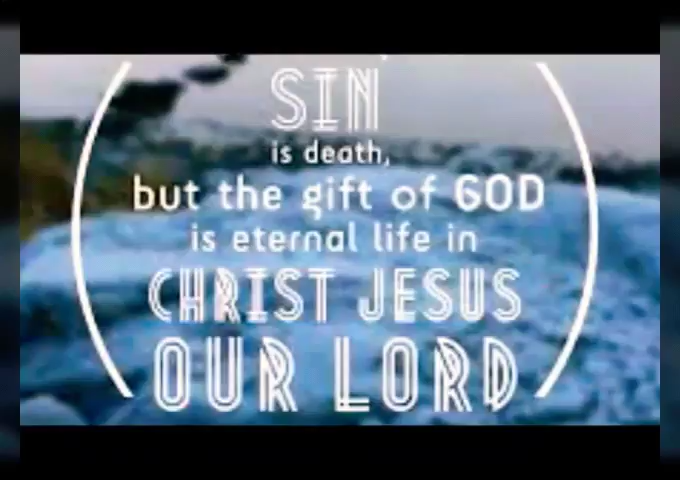 SIN
is death,
but the gift of GOD
is eternal life in
CHRIST JESUS
OUR LORD